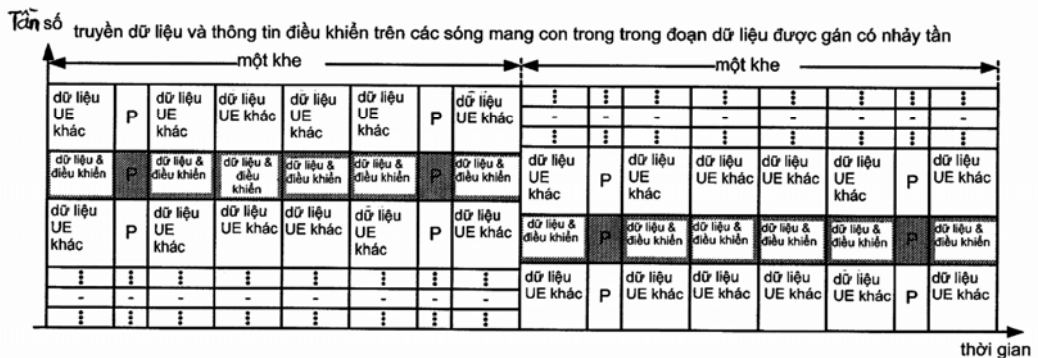 Tần số
truyền dữ liệu và thông tin điều khiển trên các sóng mang con trong trong đoạn dữ liệu được gán có nhảy tần
một khe một khe
dữ liệu UE khác P dữ liệu UE khác dữ liệu UE khác dữ liệu UE khác dữ liệu UE khác P dữ liệu UE khác
dữ liệu & điều khiển P dữ liệu & điều khiển dữ liệu & điều khiển dữ liệu & điều khiển dữ liệu & điều khiển P dữ liệu & điều khiển
dữ liệu UE khác P dữ liệu UE khác dữ liệu UE khác dữ liệu UE khác dữ liệu UE khác P dữ liệu UE khác
dữ liệu UE khác P dữ liệu UE khác dữ liệu UE khác dữ liệu UE khác dữ liệu UE khác P dữ liệu UE khác
dữ liệu & điều khiển P dữ liệu & điều khiển dữ liệu & điều khiển dữ liệu & điều khiển dữ liệu & điều khiển P dữ liệu & điều khiển
dữ liệu UE khác P dữ liệu UE khác dữ liệu UE khác dữ liệu UE khác dữ liệu UE khác P dữ liệu UE khác
thời gian